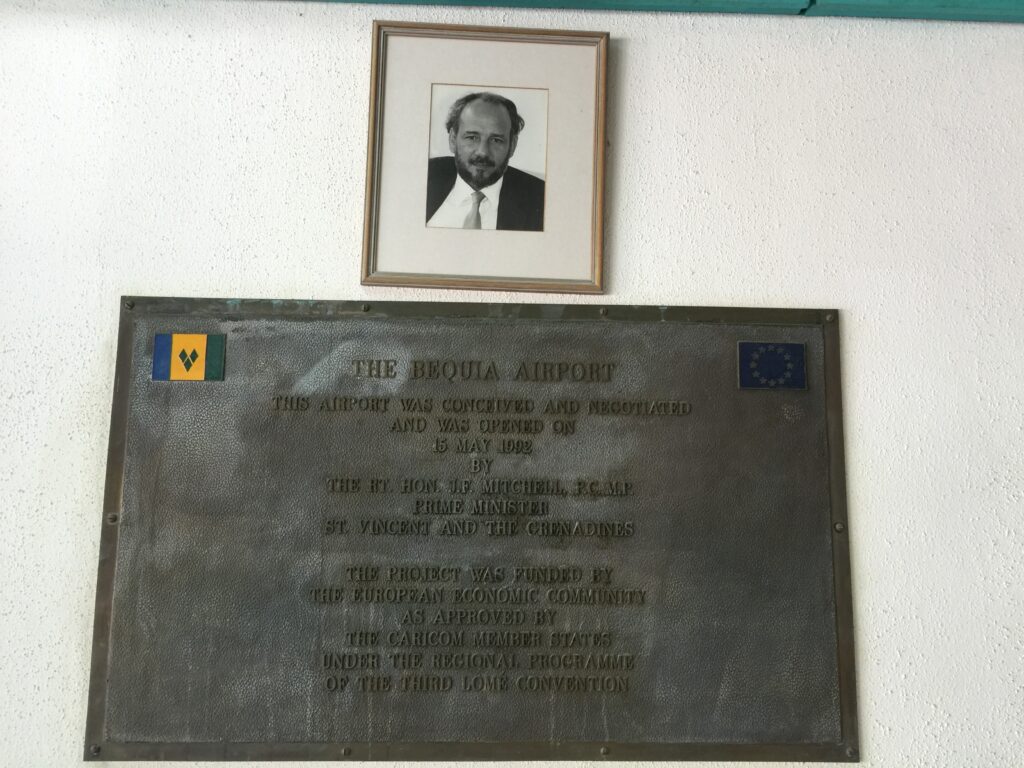 THE BEQUIA AIRPORT
THIS AIRPORT WAS CONCEIVED AND NEGOTIATED
AND WAS OPENED ON
15 MAY 1992
BY
THE RT. HON. J.F. MITCHELL, P.C.M.P.
PRIME MINISTER
ST. VINCENT AND THE GRENADINES
THE PROJECT WAS FUNDED BY
THE EUROPEAN ECONOMIC COMMUNITY
AS APPROVED BY
THE CARICOM MEMBER STATES
UNDER THE REGIONAL PROGRAMME
OF THE THIRD LOME CONVENTION